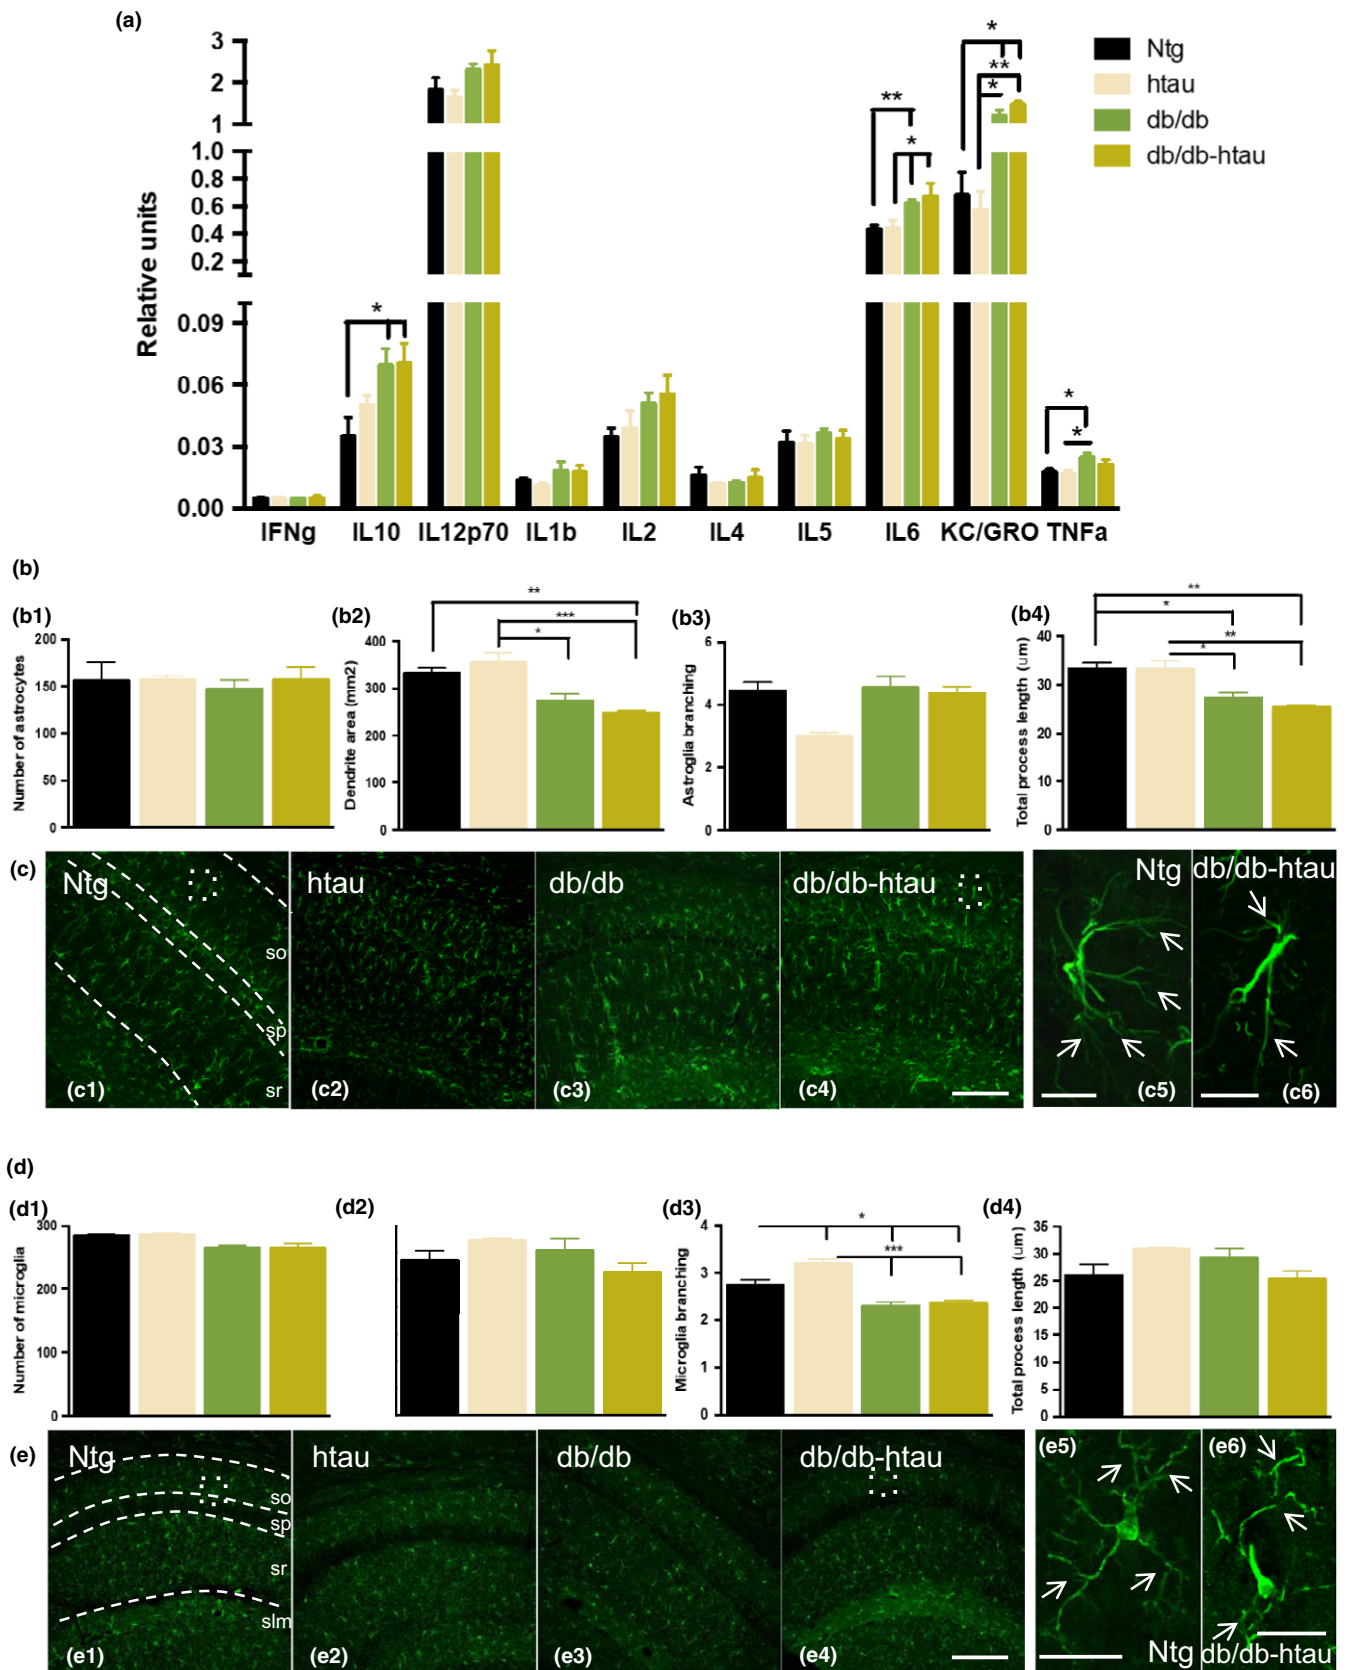 (a)
3
2
1
1.0
0.8
0.6
0.4
0.2
0.09
0.06
0.03
0.00
Relative units
* ** * * ** * * *
Ntg
htau
db/db
db/db-htau
IFNg IL10 IL12p70 IL1b IL2 IL4 IL5 IL6 KC/GRO TNFa
(b)
(b1)
200
150
100
50
0
Number of astrocytes
(b2)
400
300
200
100
0
Dendrite area (mm2)
**
***
*
(b3)
6
4
2
0
Astroglia branching
(b4)
40
30
20
10
0
Total process length (um)
**
*
**
*
(c)
Ntg
so
sp
sr
(c1)
htau
(c2)
db/db
(c3)
db/db-htau
(c4)
Ntg
(c5)
db/db-htau
(c6)
(d)
(d1)
300
200
100
0
Number of microglia
(d2)
(d3)
4
3
2
1
0
Microglia branching
*
***
(d4)
35
30
25
20
15
10
5
0
Total process length (um)
(e)
Ntg
so
sp
sr
slm
(e1)
htau
(e2)
db/db
(e3)
db/db-htau
(e4)
(e5)
Ntg
(e6)
db/db-htau